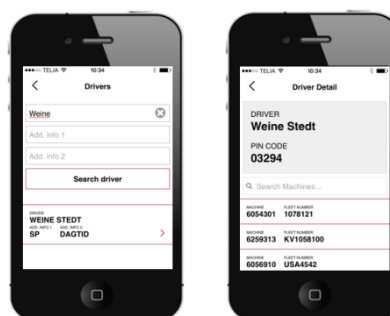 TELIA 10:34
Drivers
Weine
Add. info 1
Add. info 2
Search driver
DRIVER
WEINE STEDT
ADD. INFO 1 ADD. INFO 2
SP DAGTID
TELIA 10:34
Driver Detail
DRIVER
Weine Stedt
PIN CODE
03294
Search Machines...
MACHINE FLEET NUMBER
6054301 1078121
MACHINE FLEET NUMBER
6259313 KV1058100
MACHINE FLEET NUMBER
6056910 USA4542